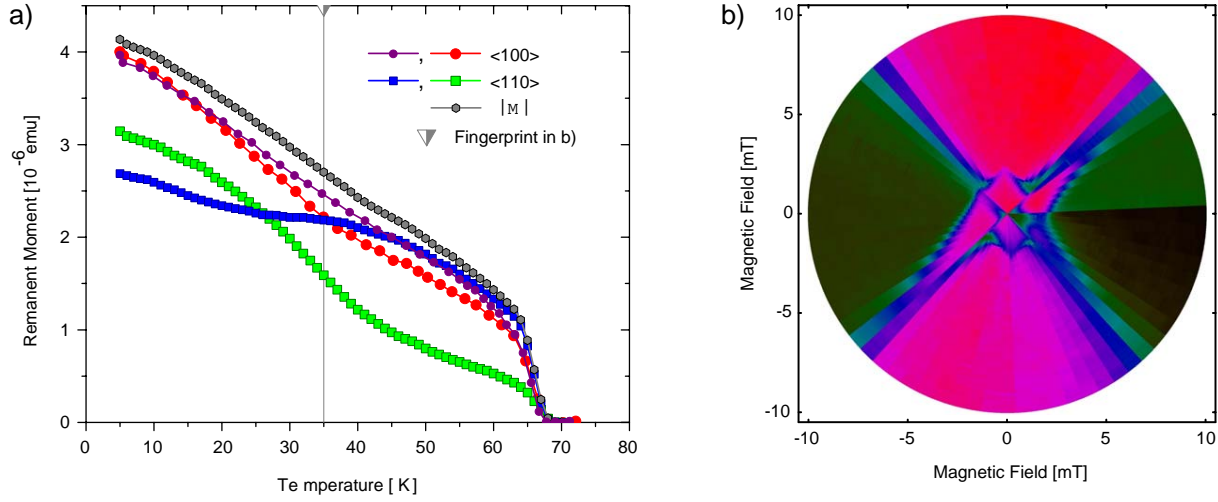 a)
Remanent Moment [10⁻⁶emu]
4
3
2
1
0
0 10 20 30 40 50 60 70 80
Te mperature [ K]
, <100>
, <110>
|M|
Fingerprint in b)
b)
Magnetic Field [mT]
10
5
0
-5
-10
-10 -5 0 5 10
Magnetic Field [mT]